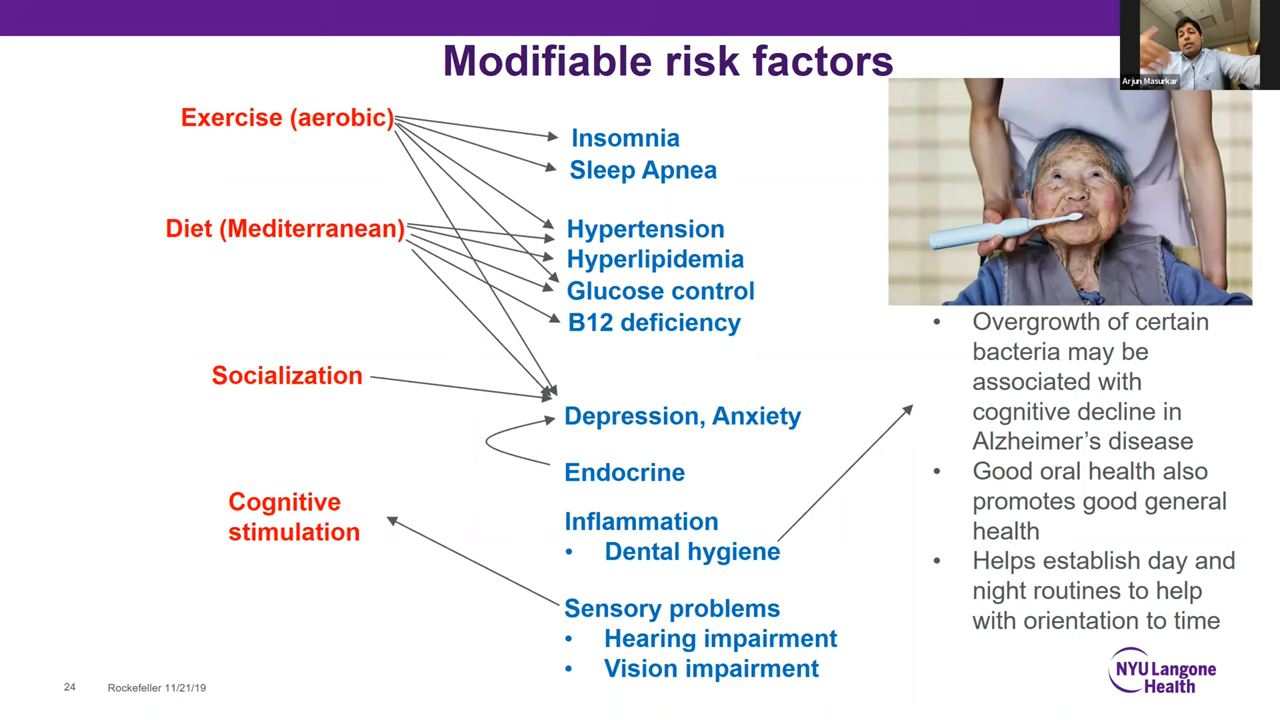 Modifiable risk factors
Arjun Masurkar
Exercise (aerobic)
Diet (Mediterranean)
Socialization
Cognitive
stimulation
Insomnia
Sleep Apnea
Hypertension
Hyperlipidemia
Glucose control
B12 deficiency
Depression, Anxiety
Endocrine
Inflammation
• Dental hygiene
Sensory problems
• Hearing impairment
• Vision impairment
• Overgrowth of certain
bacteria may be
associated with
cognitive decline in
Alzheimer’s disease
• Good oral health also
promotes good general
health
• Helps establish day and
night routines to help
with orientation to time
24
Rockefeller 11/21/19
NYU Langone
Health